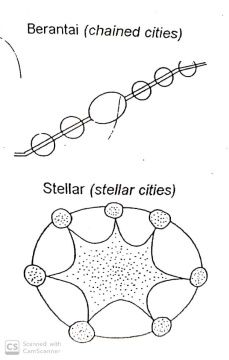 Berantai (chained cities)
Stellar (stellar cities)
CS Scanned with
CamScanner